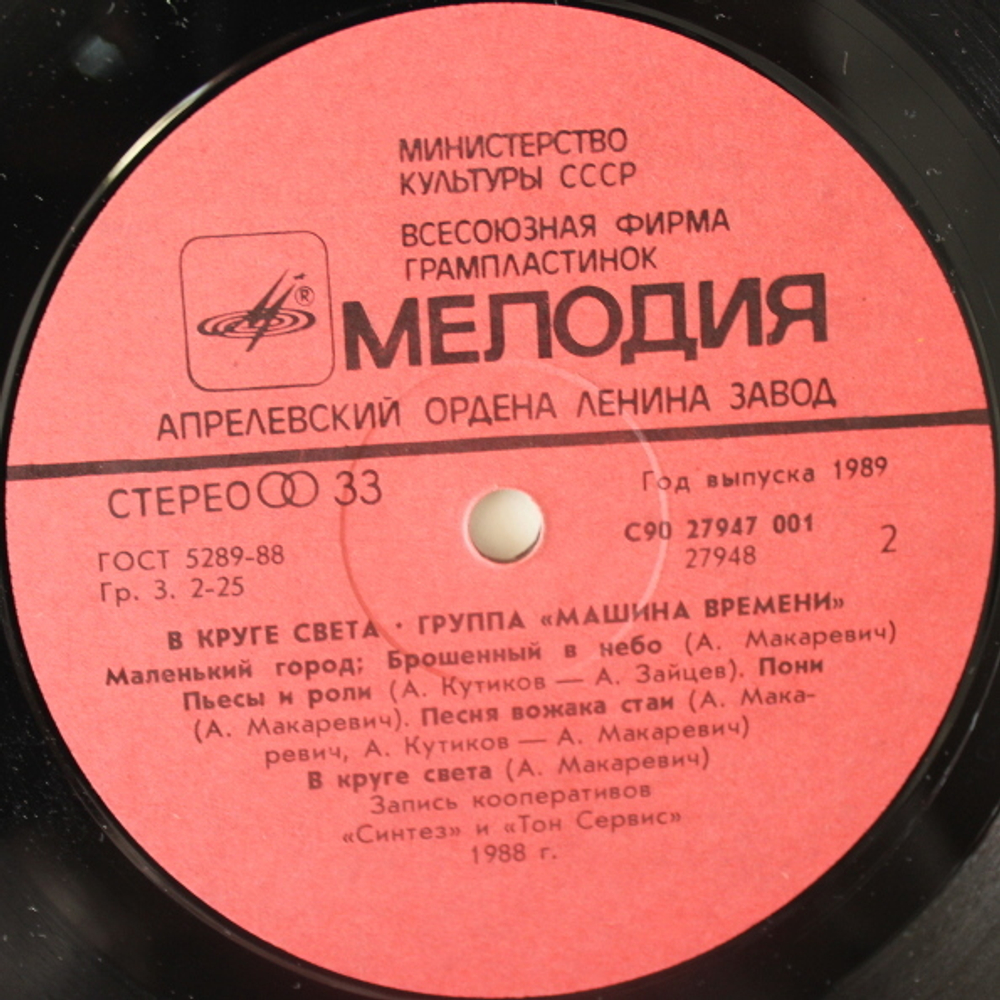 МИНИСТЕРСТВО
КУЛЬТУРЫ СССР
ВСЕСОЮЗНАЯ ФИРМА
ГРАМПЛАСТИНОК
®
МЕЛОДИЯ
АПРЕЛЕВСКИЙ ОРДЕНА ЛЕНИНА ЗАВОД
СТЕРЕО 33
Год выпуска 1989
ГОСТ 5289-88
Гр. 3. 2-25
С90 27947 001
27948
2
В КРУГЕ СВЕТА · ГРУППА «МАШИНА ВРЕМЕНИ»
Маленький город; Брошенный в небо (А. Макаревич)
Пьесы и роли (А. Кутиков — А. Зайцев). Пони
(А. Макаревич). Песня вожака стаи (А. Мака-
ревич, А. Кутиков — А. Макаревич)
В круге света (А. Макаревич)
Запись кооперативов
«Синтез» и «Тон Сервис»
1988 г.